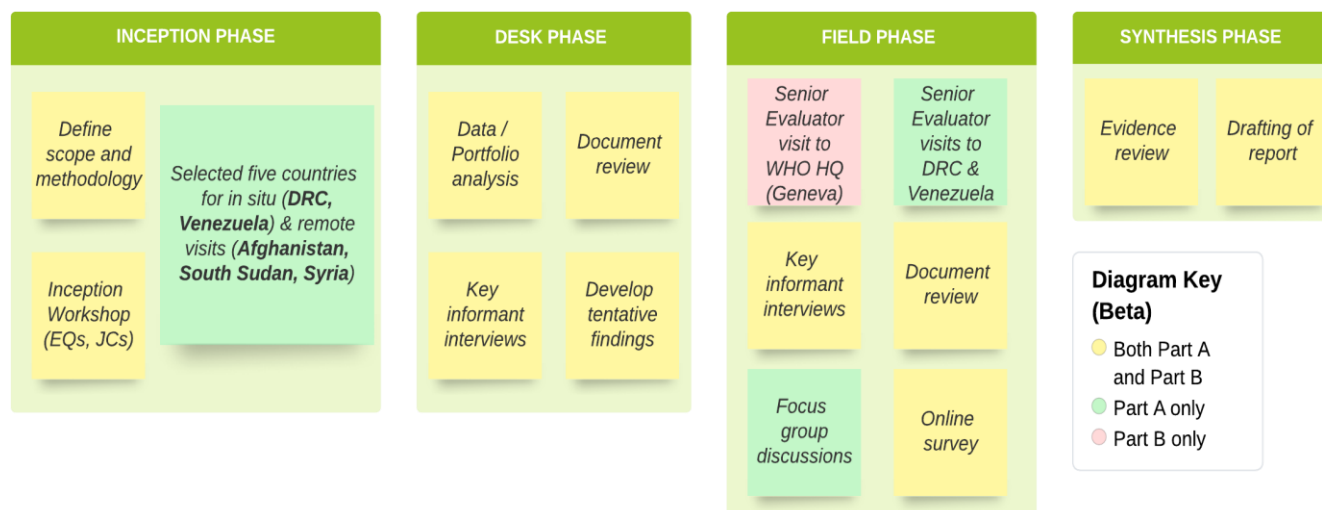 INCEPTION PHASE
Define
scope and
methodology
Selected five countries
for in situ (DRC,
Venezuela) & remote
visits (Afghanistan,
South Sudan, Syria)
Inception
Workshop
(EQs, JCs)
DESK PHASE
Data /
Portfolio
analysis
Document
review
Key
informant
interviews
Develop
tentative
findings
FIELD PHASE
Senior
Evaluator
visit to
WHO HQ
(Geneva)
Senior
Evaluator
visits to
DRC &
Venezuela
Key
informant
interviews
Document
review
Focus
group
discussions
Online
survey
SYNTHESIS PHASE
Evidence
review
Drafting of
report
Diagram Key
(Beta)
Both Part A
and Part B
Part A only
Part B only